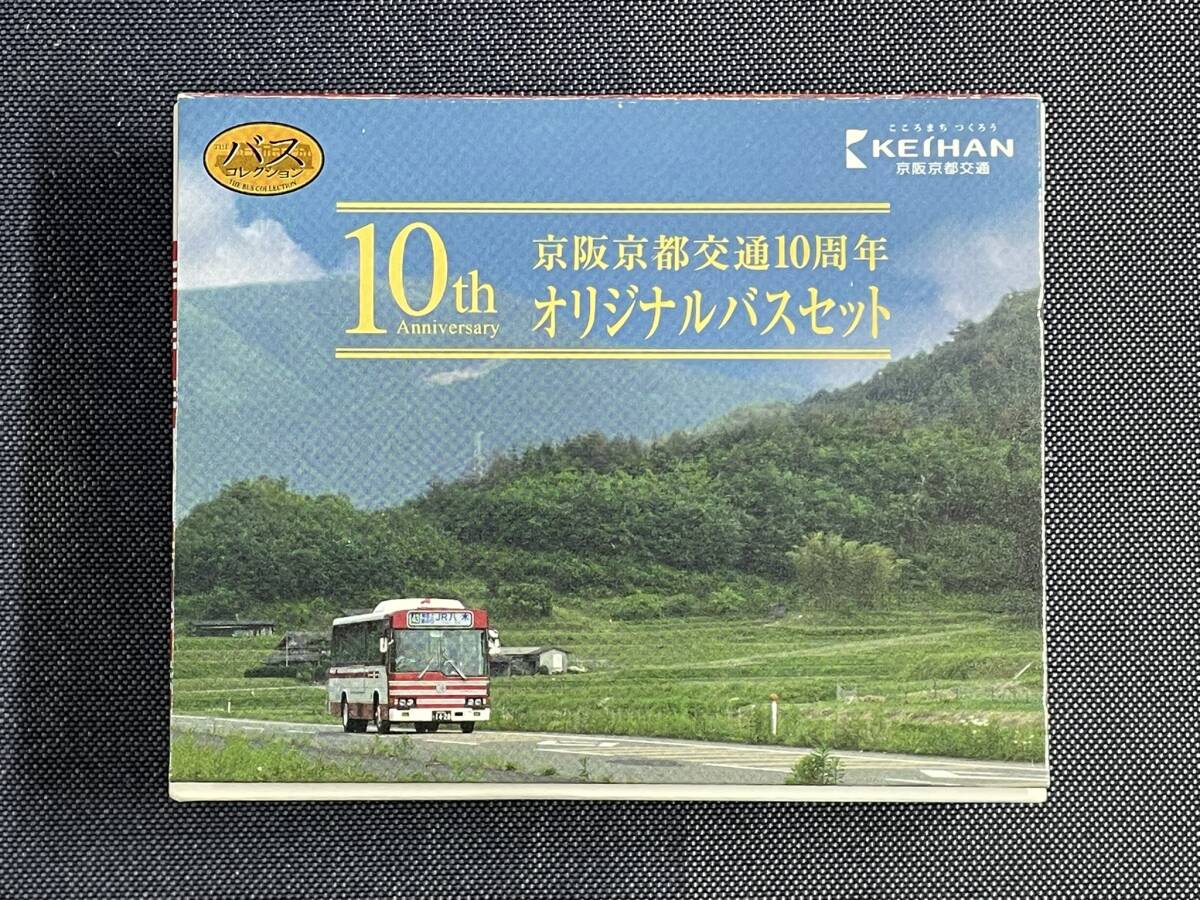 THE
バス
コレクション
THE BUS COLLECTION
こころまち つくろう
KEIHAN
京阪京都交通
10th
Anniversary
京阪京都交通10周年
オリジナルバスセット
43
JR八木